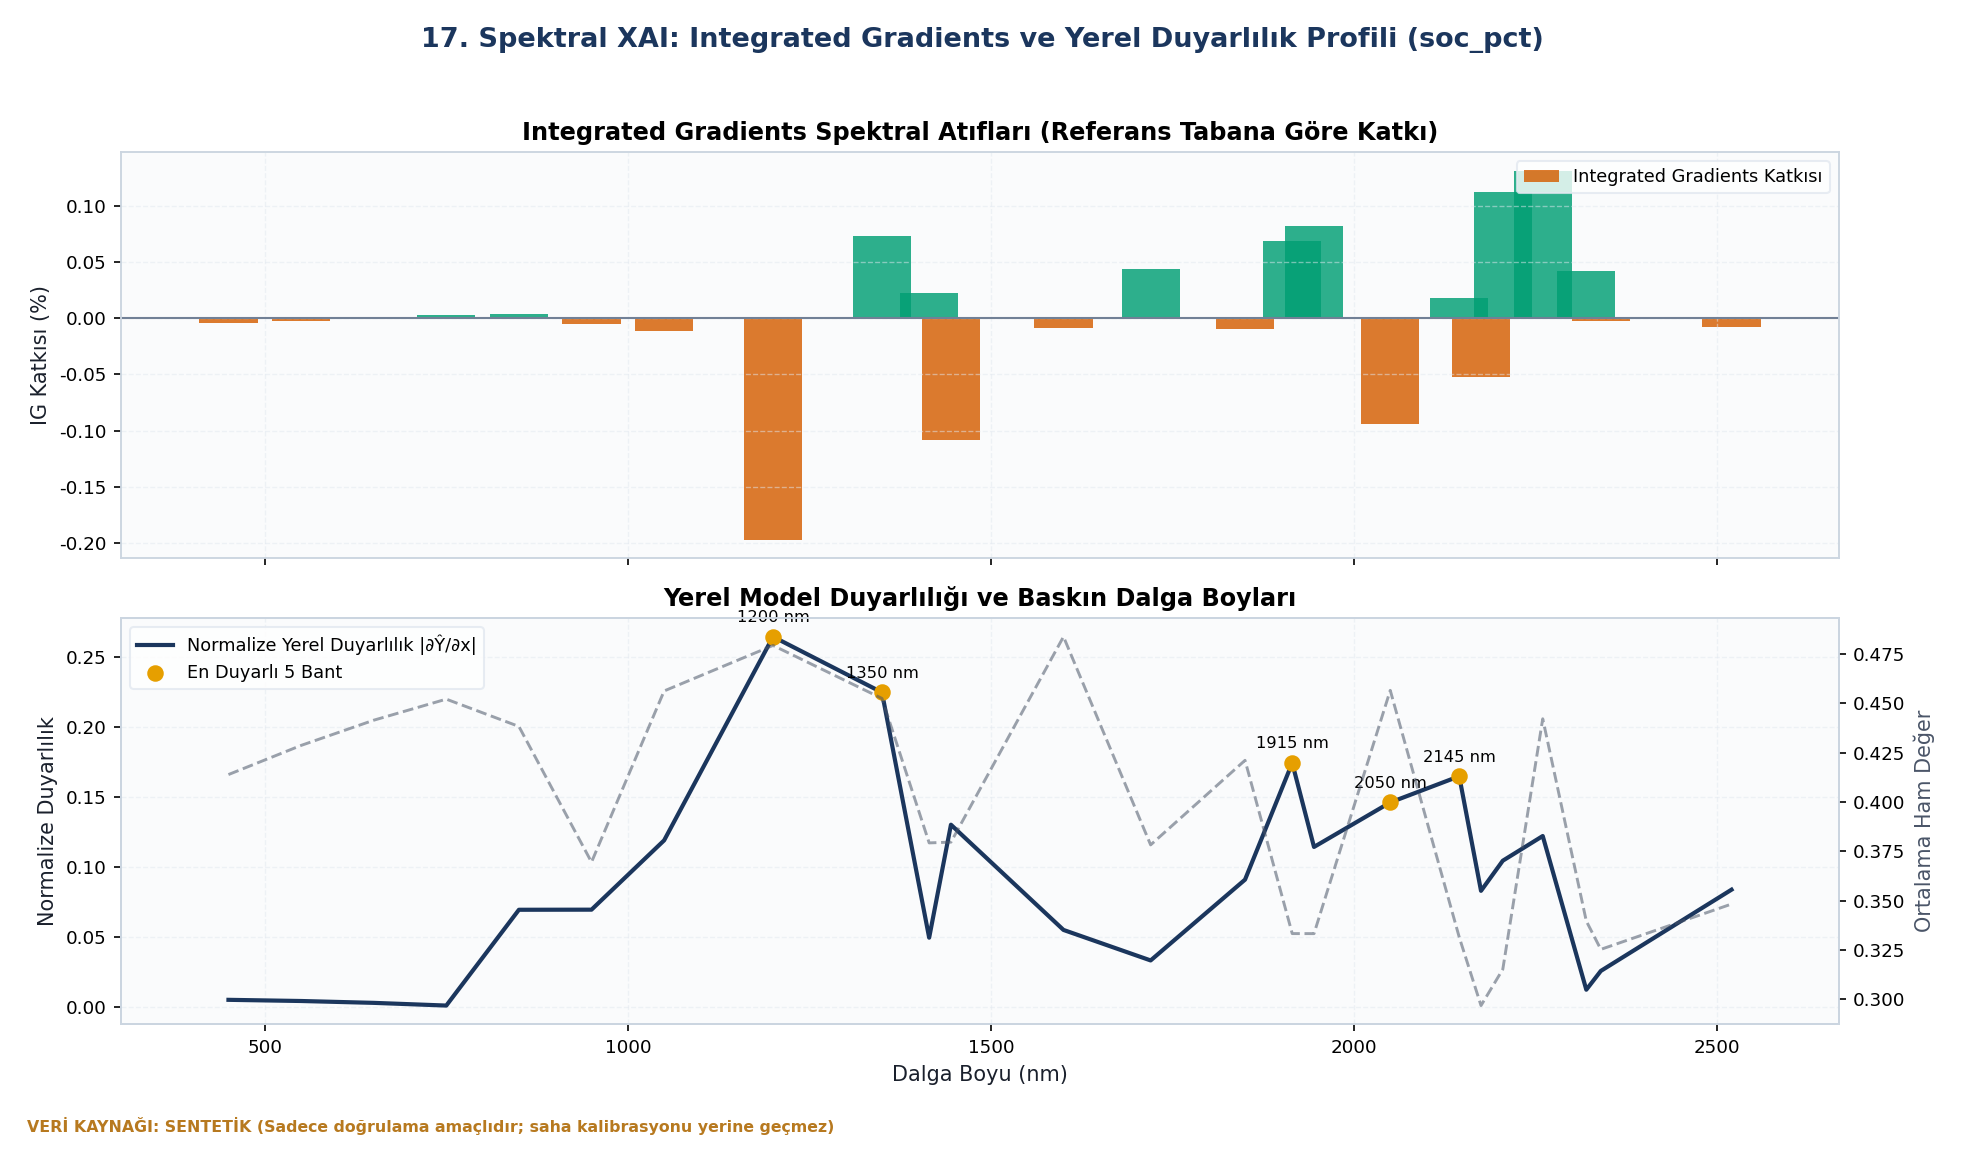 17. Spektral XAI: Integrated Gradients ve Yerel Duyarlılık Profili (soc_pct)
Integrated Gradients Spektral Atıfları (Referans Tabana Göre Katkı)
Integrated Gradients Katkısı
IG Katkısı (%)
0.10
0.05
0.00
-0.05
-0.10
-0.15
-0.20
Yerel Model Duyarlılığı ve Baskın Dalga Boyları
Normalize Yerel Duyarlılık |∂Ŷ/∂x|
En Duyarlı 5 Bant
1200 nm
1350 nm
1915 nm
2050 nm
2145 nm
Normalize Duyarlılık
0.25
0.20
0.15
0.10
0.05
0.00
Ortalama Ham Değer
0.475
0.450
0.425
0.400
0.375
0.350
0.325
0.300
500
1000
1500
2000
2500
Dalga Boyu (nm)
VERİ KAYNAĞI: SENTETİK (Sadece doğrulama amaçlıdır; saha kalibrasyonu yerine geçmez)